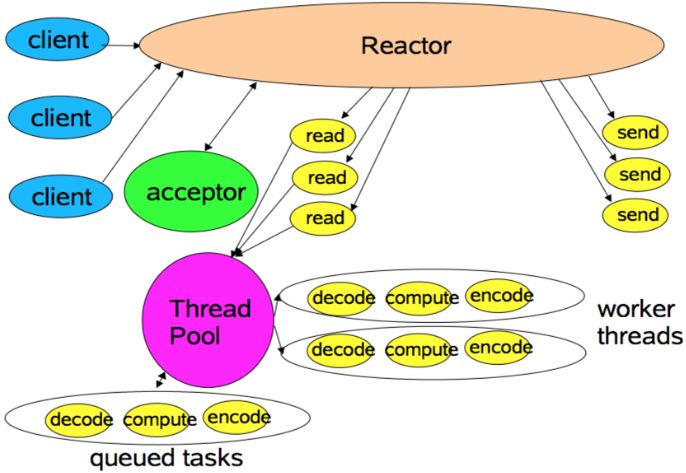 client
Reactor
client
client
acceptor
read
read
read
send
send
send
Thread
Pool
decode compute encode
decode compute encode
worker
threads
decode compute encode
queued tasks